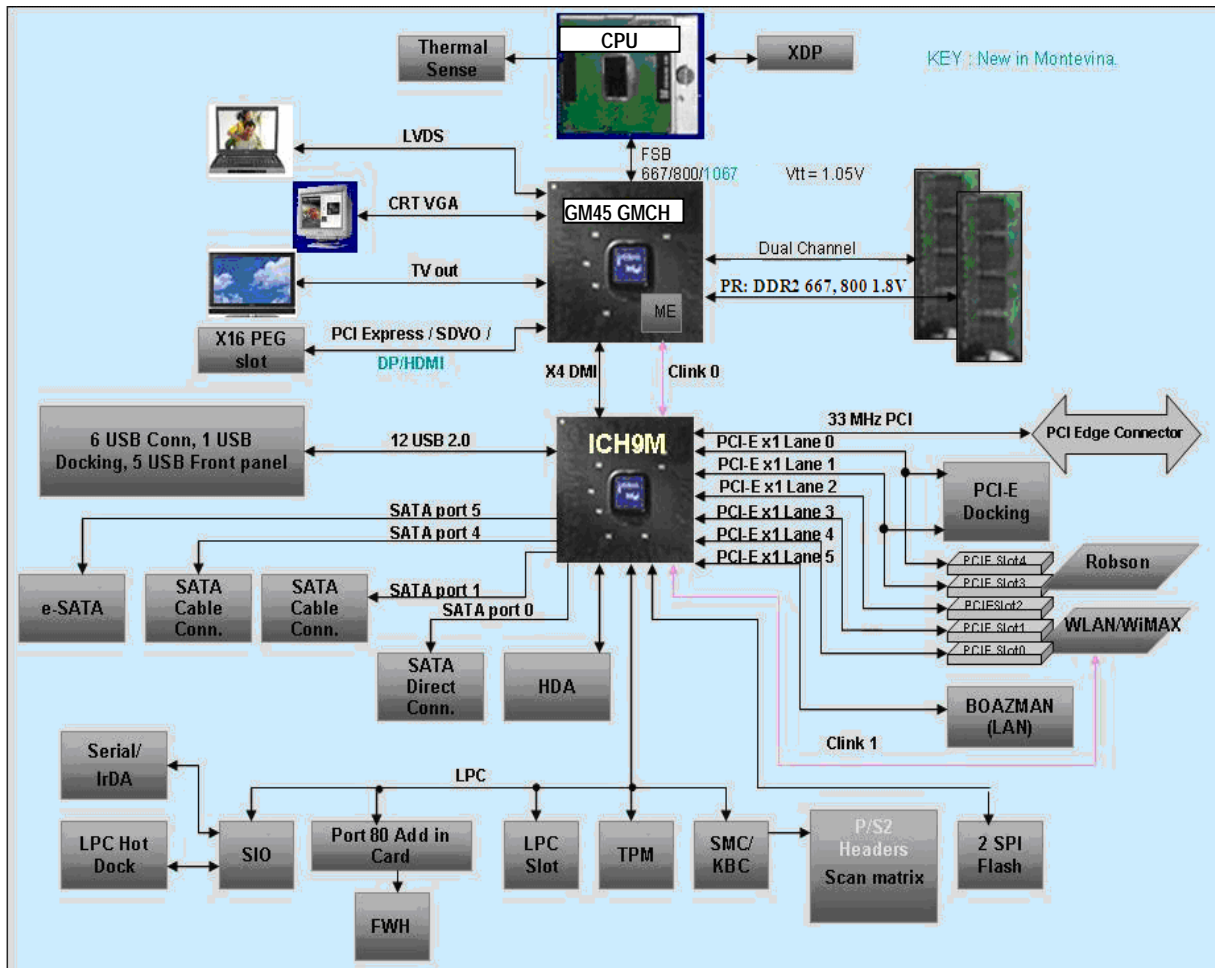 CPU
Thermal
Sense
XDP
KEY : New in Montevina.
LVDS
FSB
667/800/1067
Vtt = 1.05V
CRT VGA
GM45 GMCH
Dual Channel
TV out
PR: DDR2 667, 800 1.8V
ME
X16 PEG
slot
PCI Express / SDVO /
DP/HDMI
X4 DMI
Clink 0
6 USB Conn, 1 USB
Docking, 5 USB Front panel
12 USB 2.0
ICH9M
33 MHz PCI
PCI Edge Connector
PCI-E x1 Lane 0
PCI-E x1 Lane 1
PCI-E x1 Lane 2
PCI-E x1 Lane 3
PCI-E x1 Lane 4
PCI-E x1 Lane 5
PCI-E
Docking
SATA port 5
SATA port 4
SATA port 1
SATA port 0
e-SATA
SATA
Cable
Conn.
SATA
Cable
Conn.
SATA
Direct
Conn.
HDA
PCIE Slot4
PCIE Slot3
PCIESlot2
PCIE Slot1
PCIE Slot0
Robson
WLAN/WiMAX
BOAZMAN
(LAN)
Clink 1
Serial/
IrDA
LPC
LPC Hot
Dock
SIO
Port 80 Add in
Card
FWH
LPC
Slot
TPM
SMC/
KBC
P/S2
Headers
Scan matrix
2 SPI
Flash